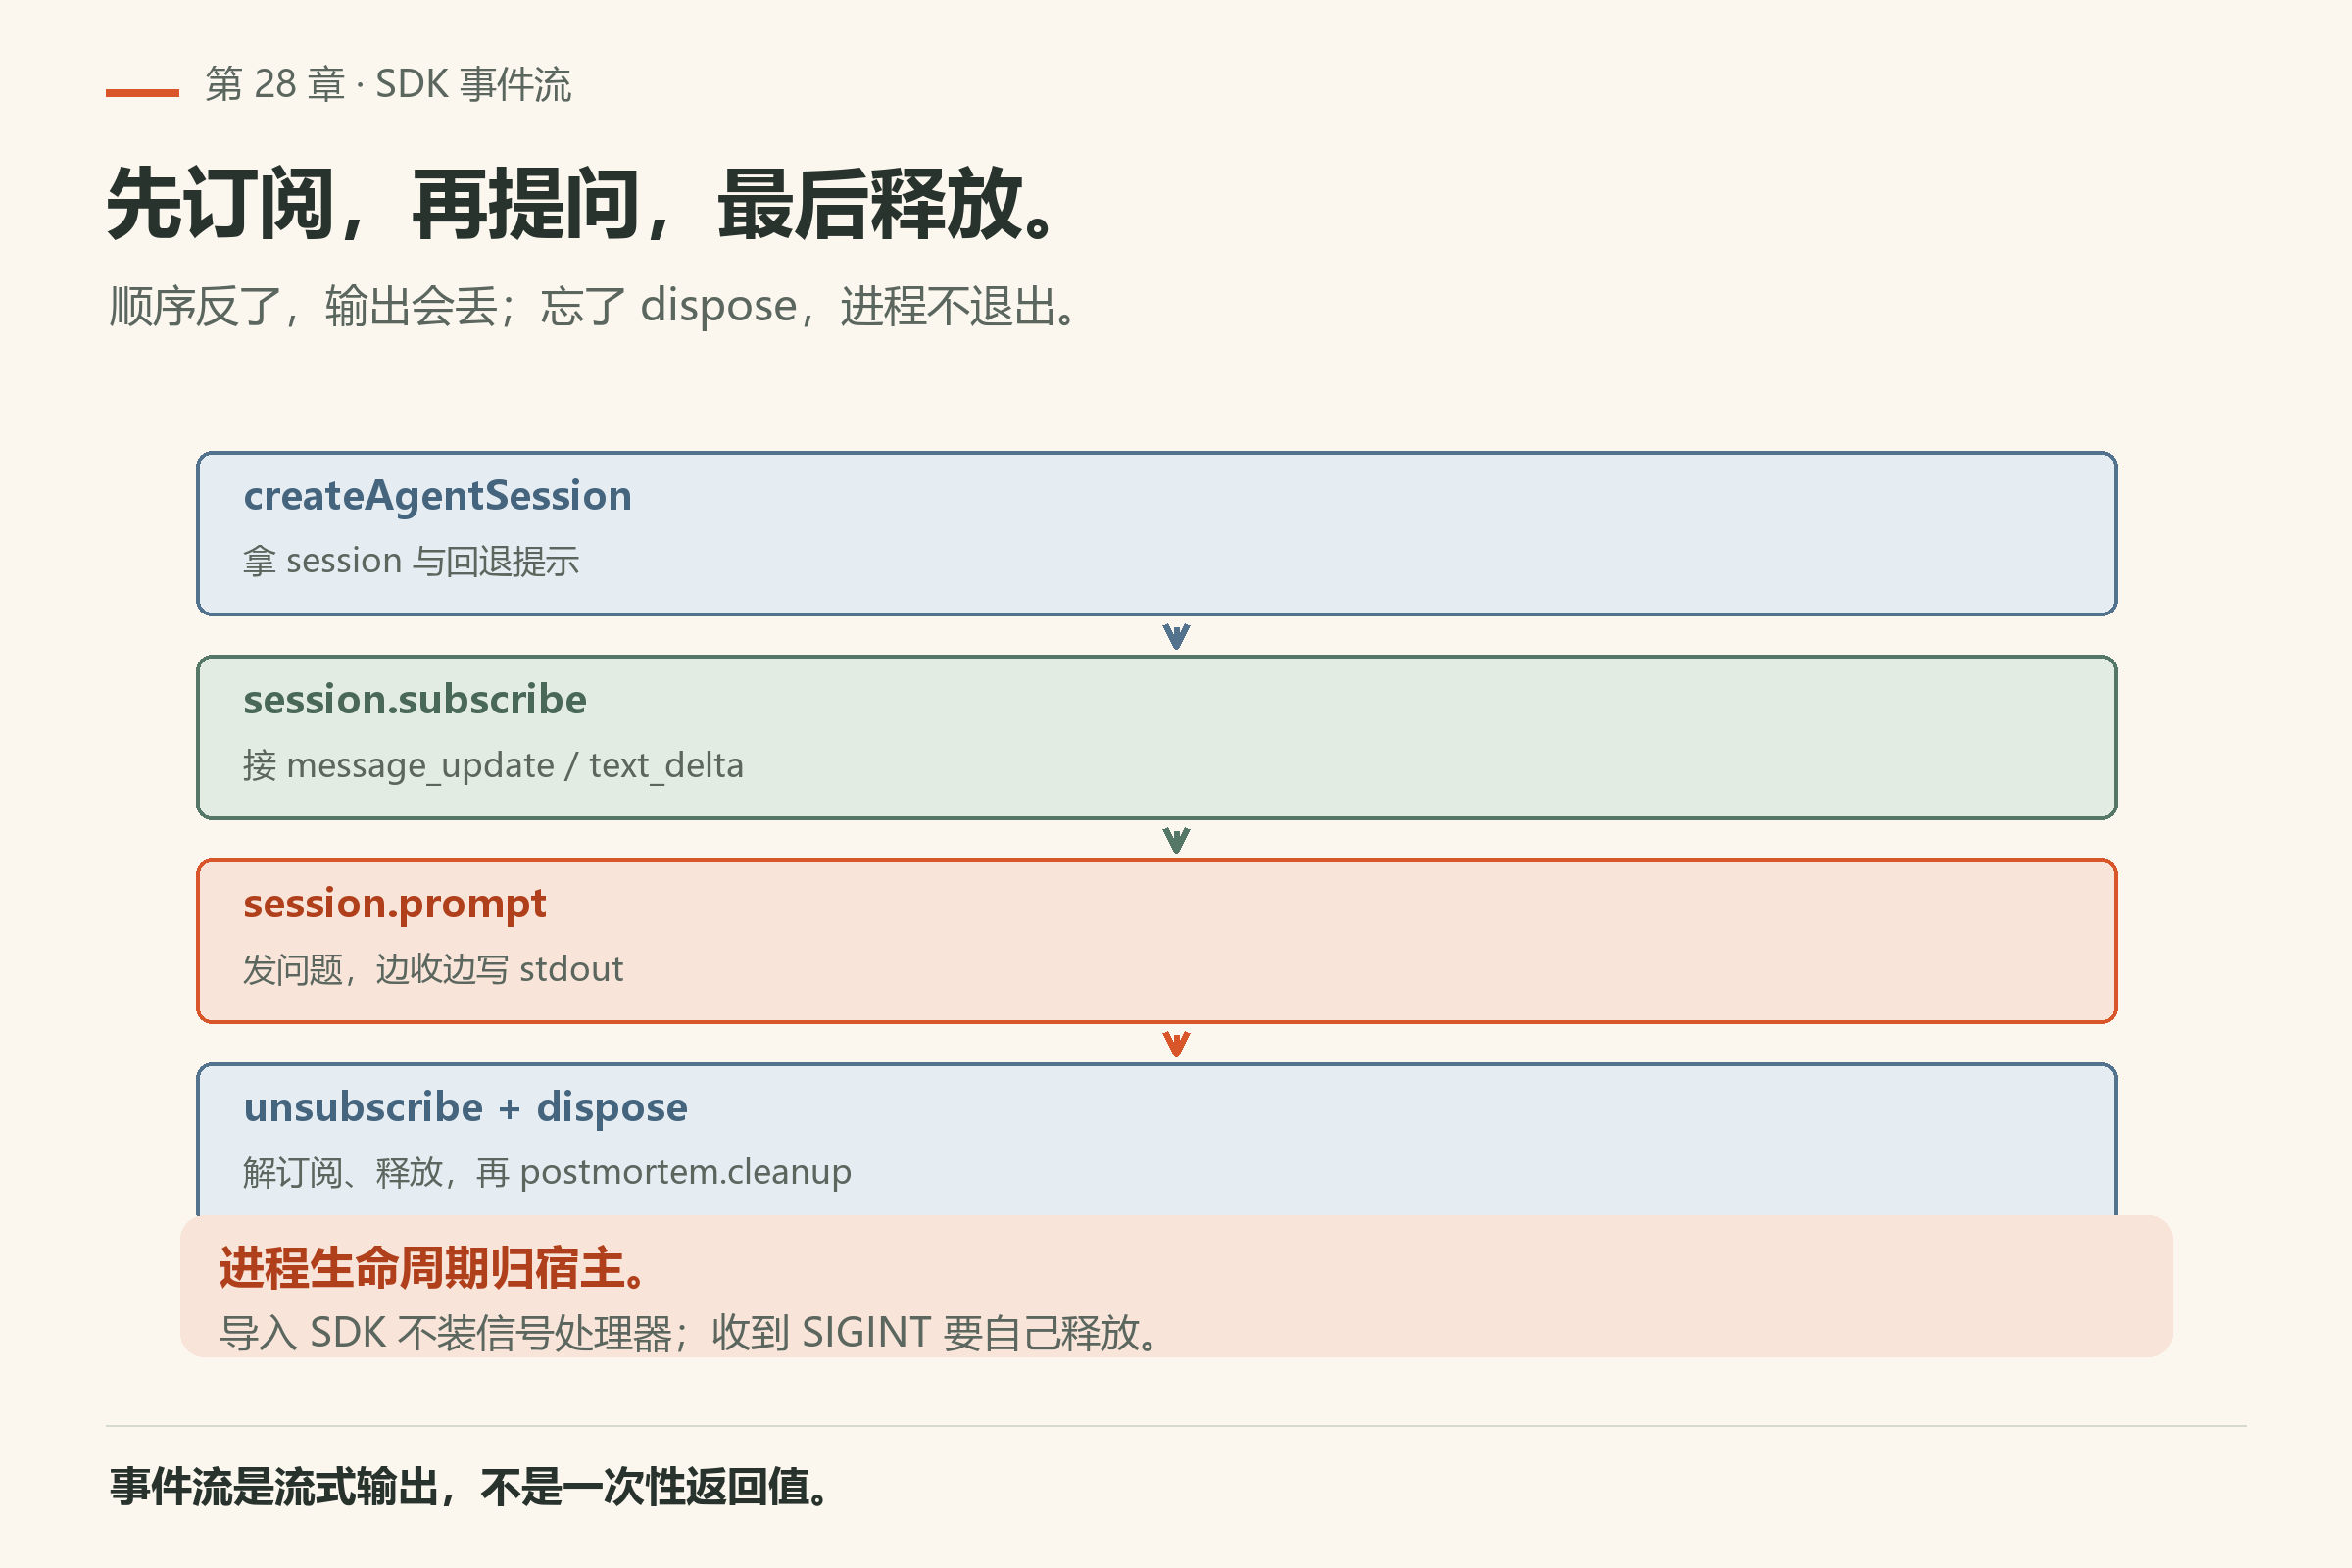 第 28 章 · SDK 事件流
先订阅，再提问，最后释放。
顺序反了，输出会丢；忘了 dispose，进程不退出。
createAgentSession
拿 session 与回退提示
session.subscribe
接 message_update / text_delta
session.prompt
发问题，边收边写 stdout
unsubscribe + dispose
解订阅、释放，再 postmortem.cleanup
进程生命周期归宿主。
导入 SDK 不装信号处理器；收到 SIGINT 要自己释放。
事件流是流式输出，不是一次性返回值。